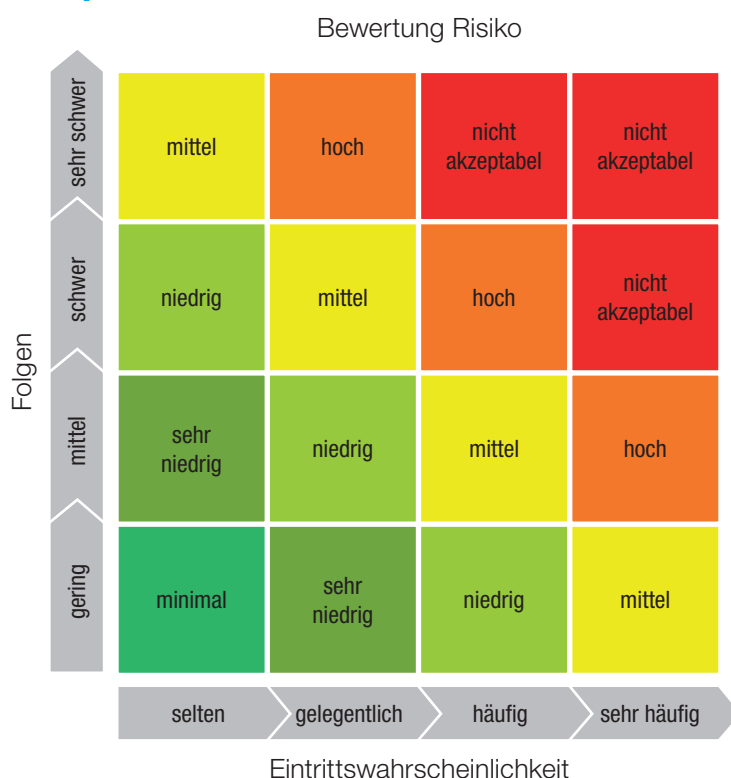 Bewertung Risiko
sehr schwer
mittel
hoch
nicht
akzeptabel
nicht
akzeptabel
schwer
niedrig
mittel
hoch
nicht
akzeptabel
Folgen
mittel
sehr
niedrig
niedrig
mittel
hoch
gering
minimal
sehr
niedrig
niedrig
mittel
selten
gelegentlich
häufig
sehr häufig
Eintrittswahrscheinlichkeit